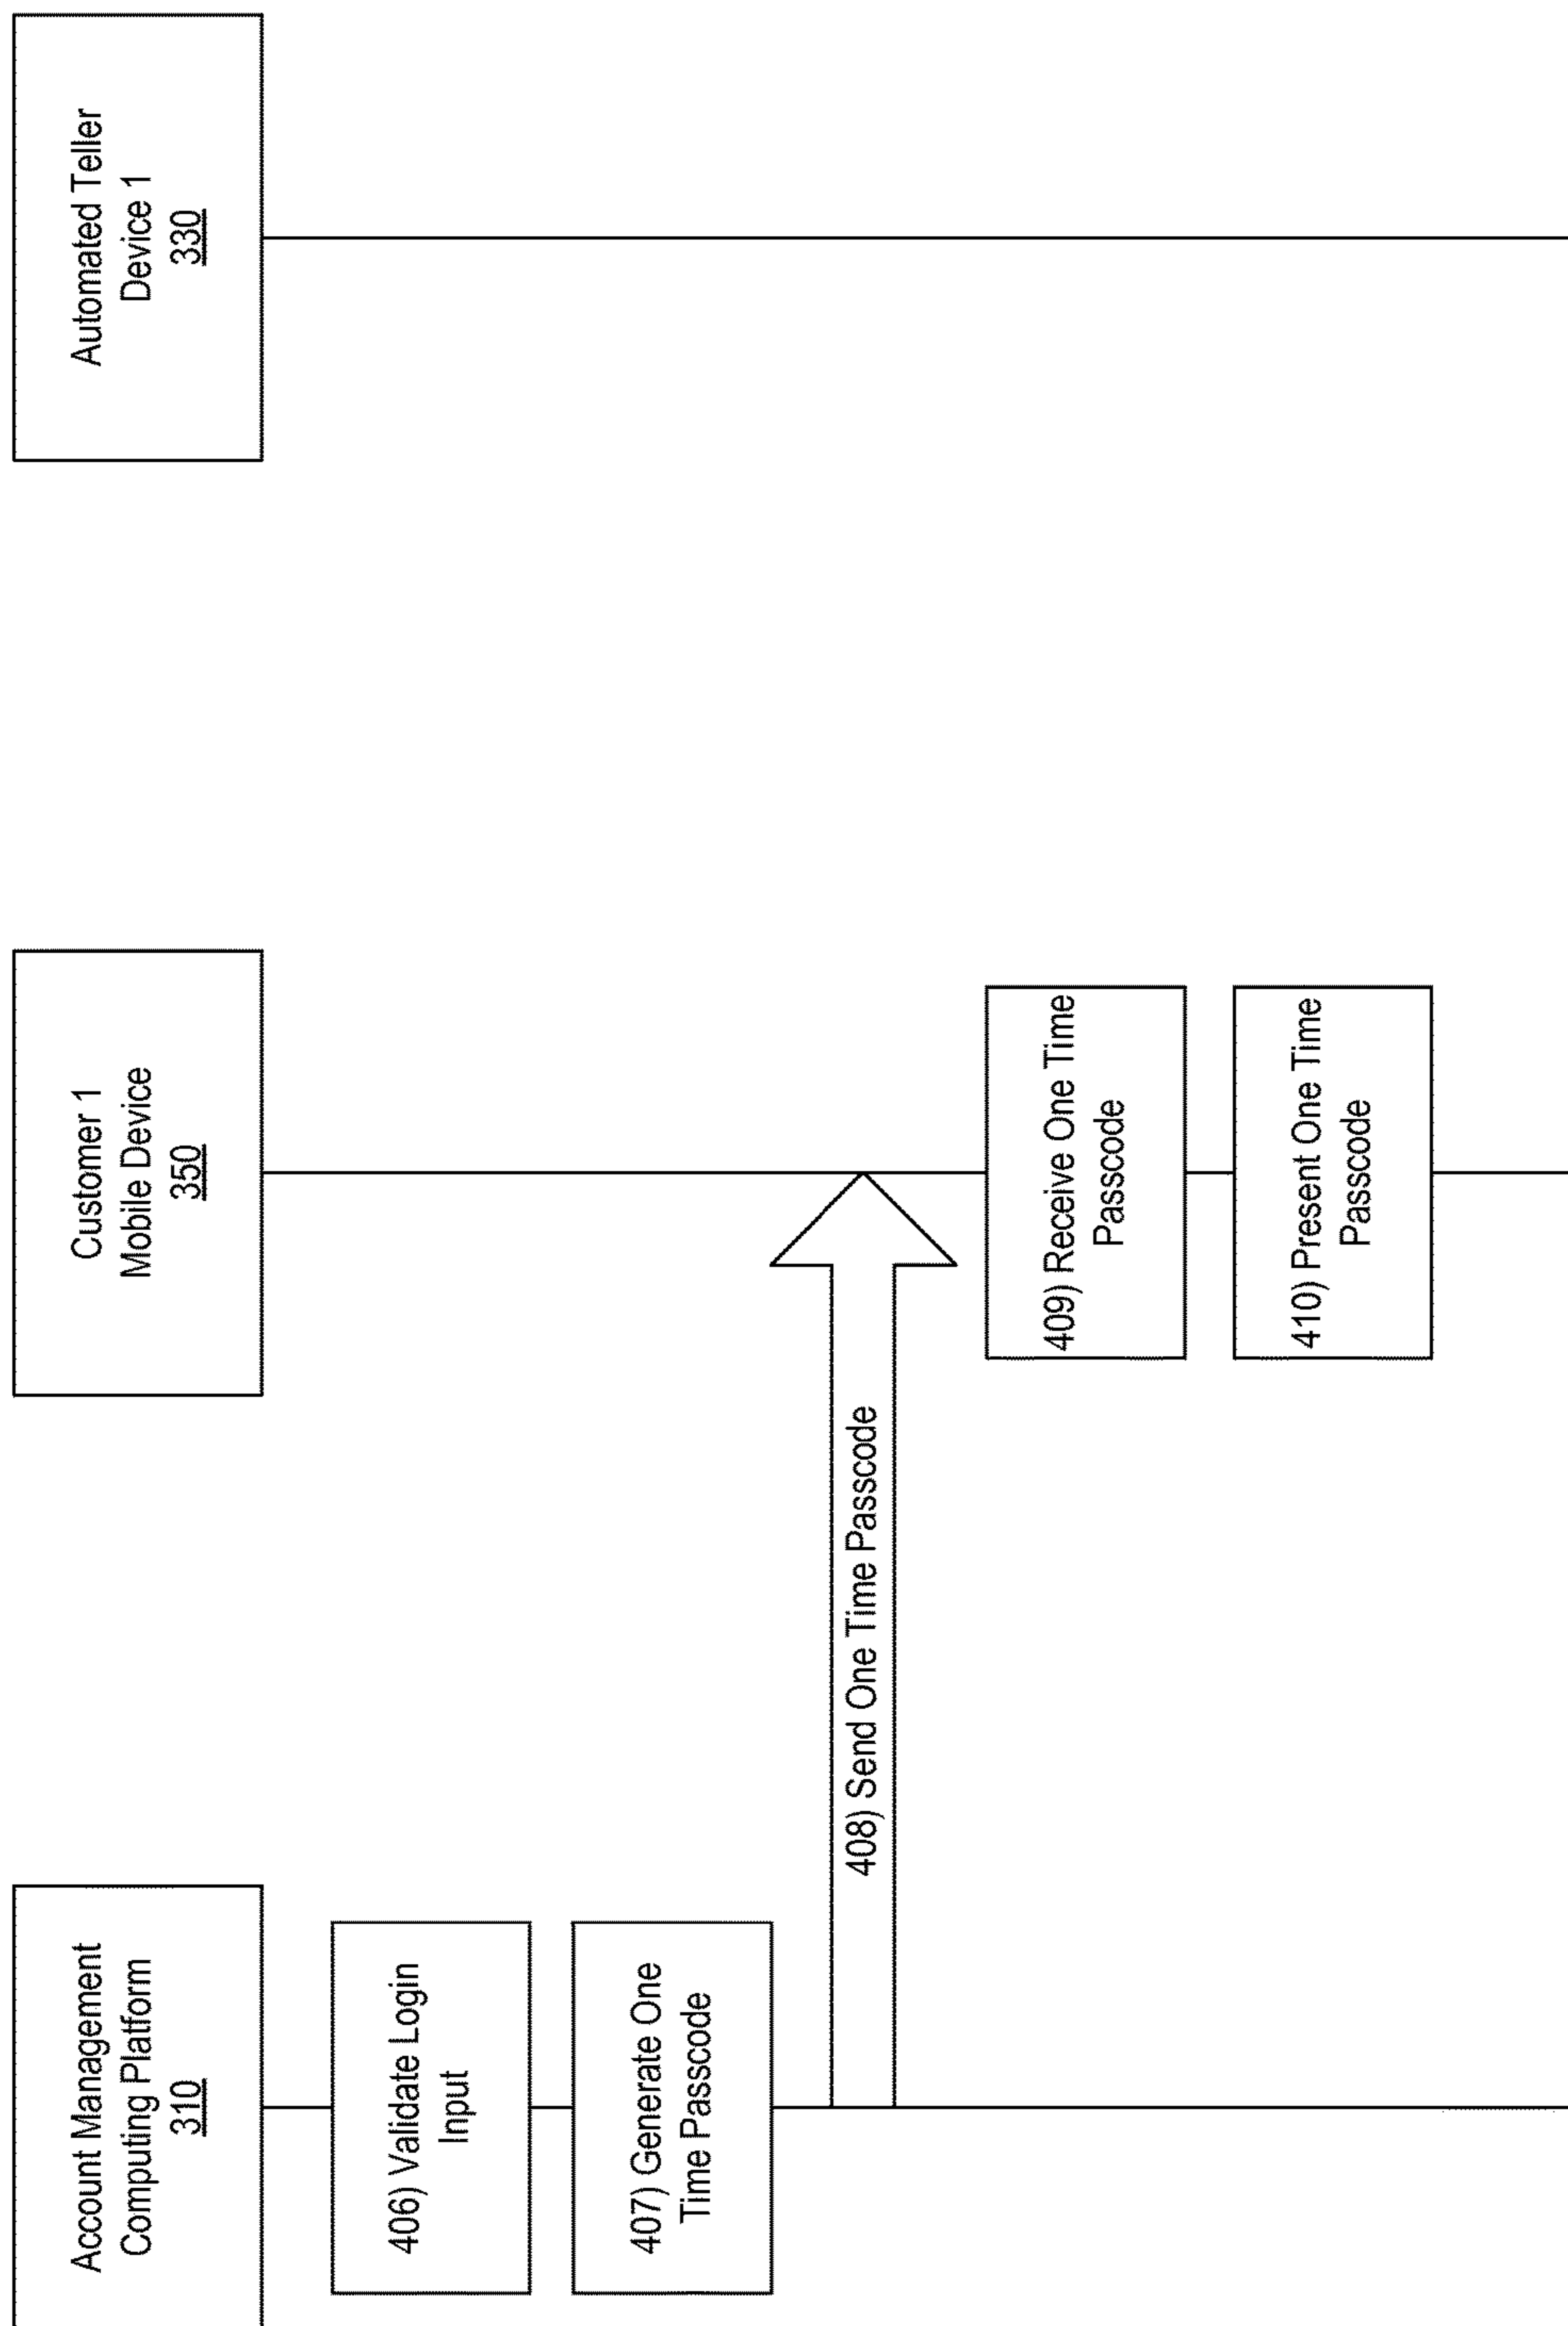 Account Management
Computing Platform
310
Customer 1
Mobile Device
350
Automated Teller
Device 1
330
406) Validate Login
Input
407) Generate One
Time Passcode
408) Send One Time Passcode
409) Receive One Time
Passcode
410) Present One Time
Passcode